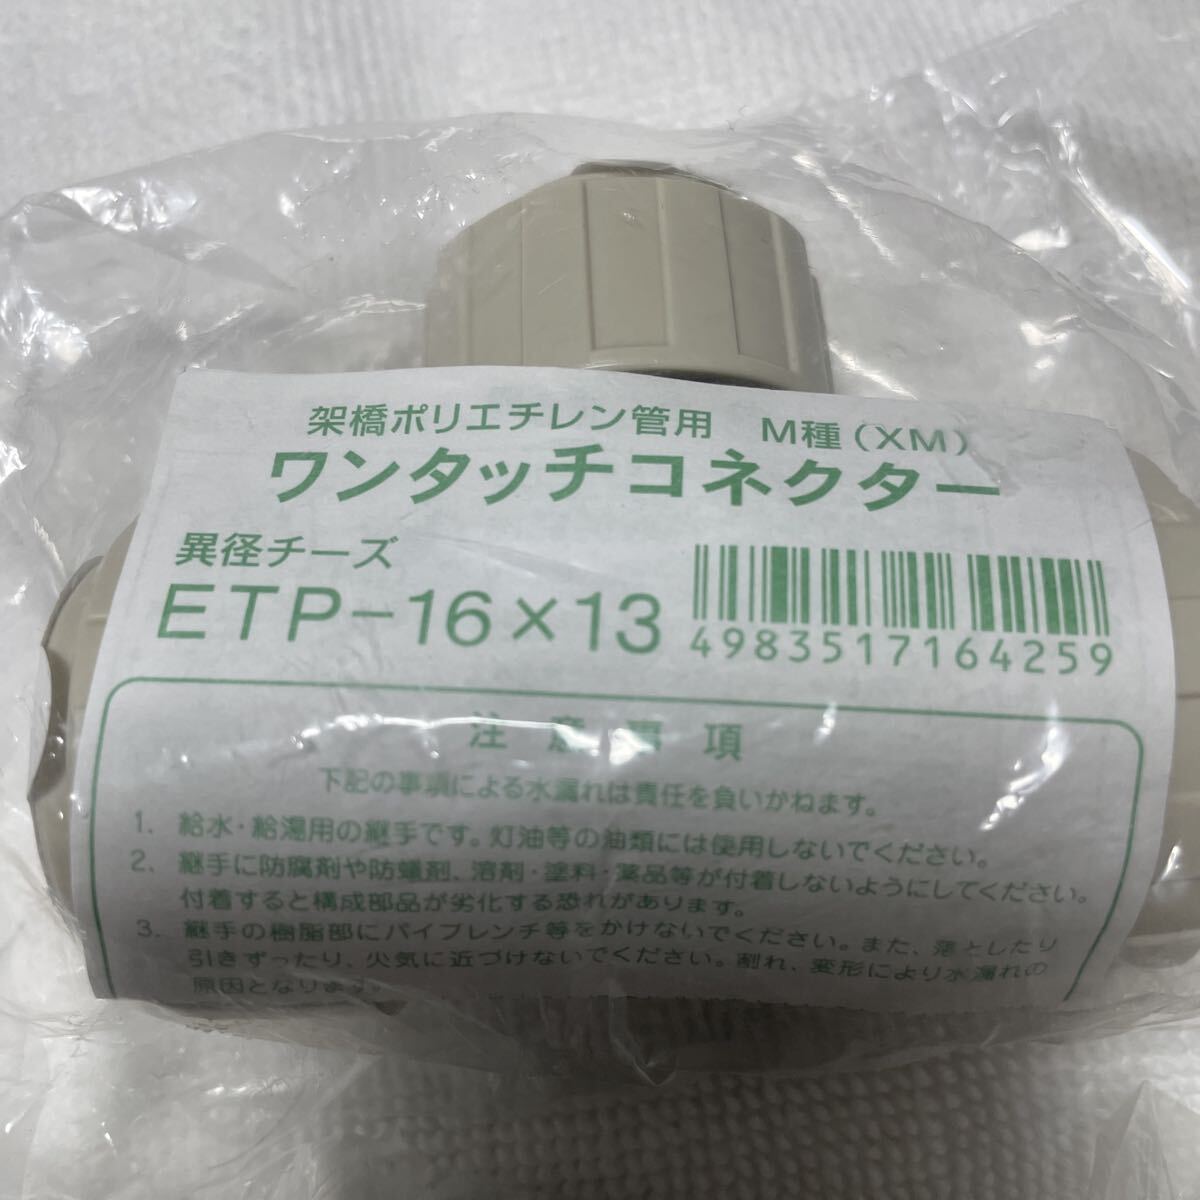 架橋ポリエチレン管用　M種（XM）
ワンタッチコネクター
異径チーズ
ETP-16×13
4983517164259
注意事項
下記の事項による水漏れは責任を負いかねます。
1. 給水・給湯用の継手です。灯油等の油類には使用しないでください。
2. 継手に防腐剤や防蟻剤、溶剤・塗料・薬品等が付着しないようにしてください。
付着すると構成部品が劣化する恐れがあります。
3. 継手の樹脂部にパイプレンチ等をかけないでください。また、落としたり
引きずったり、火気に近づけないでください。割れ、変形により水漏れの
原因となります。